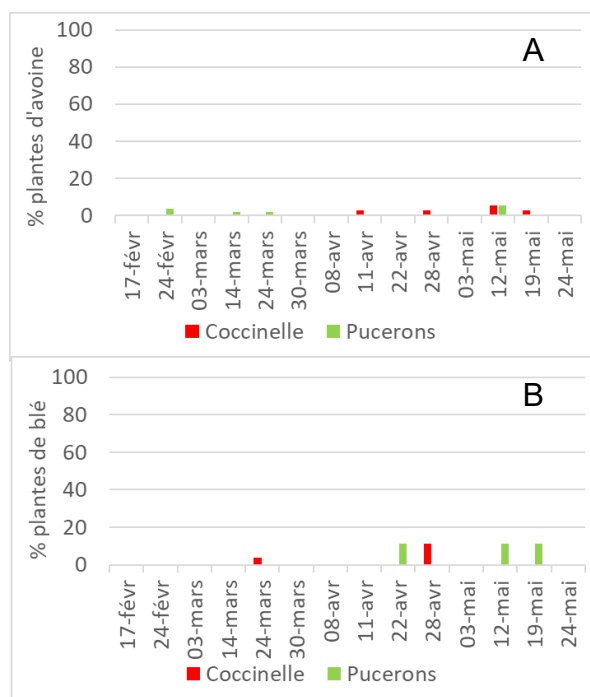 A
% plantes d'avoine
100
80
60
40
20
0
17-févr
24-févr
03-mars
14-mars
24-mars
30-mars
08-avr
11-avr
22-avr
28-avr
03-mai
12-mai
19-mai
24-mai
Coccinelle Pucerons
B
% plantes de blé
100
80
60
40
20
0
17-févr
24-févr
03-mars
14-mars
24-mars
30-mars
08-avr
11-avr
22-avr
28-avr
03-mai
12-mai
19-mai
24-mai
Coccinelle Pucerons